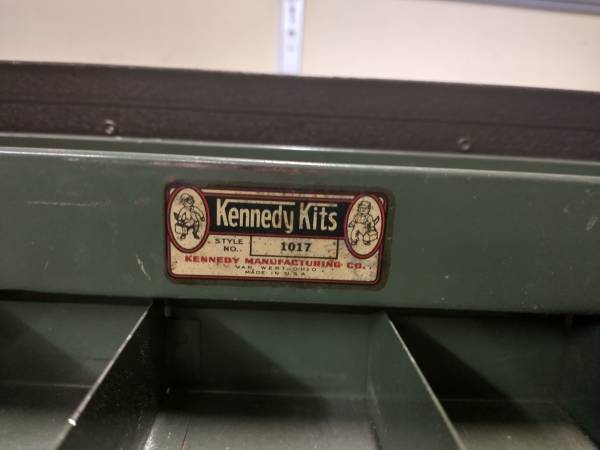 Kennedy Kits
STYLE
NO. 1017
KENNEDY MANUFACTURING CO.
VAN WERT, OHIO
MADE IN U.S.A.